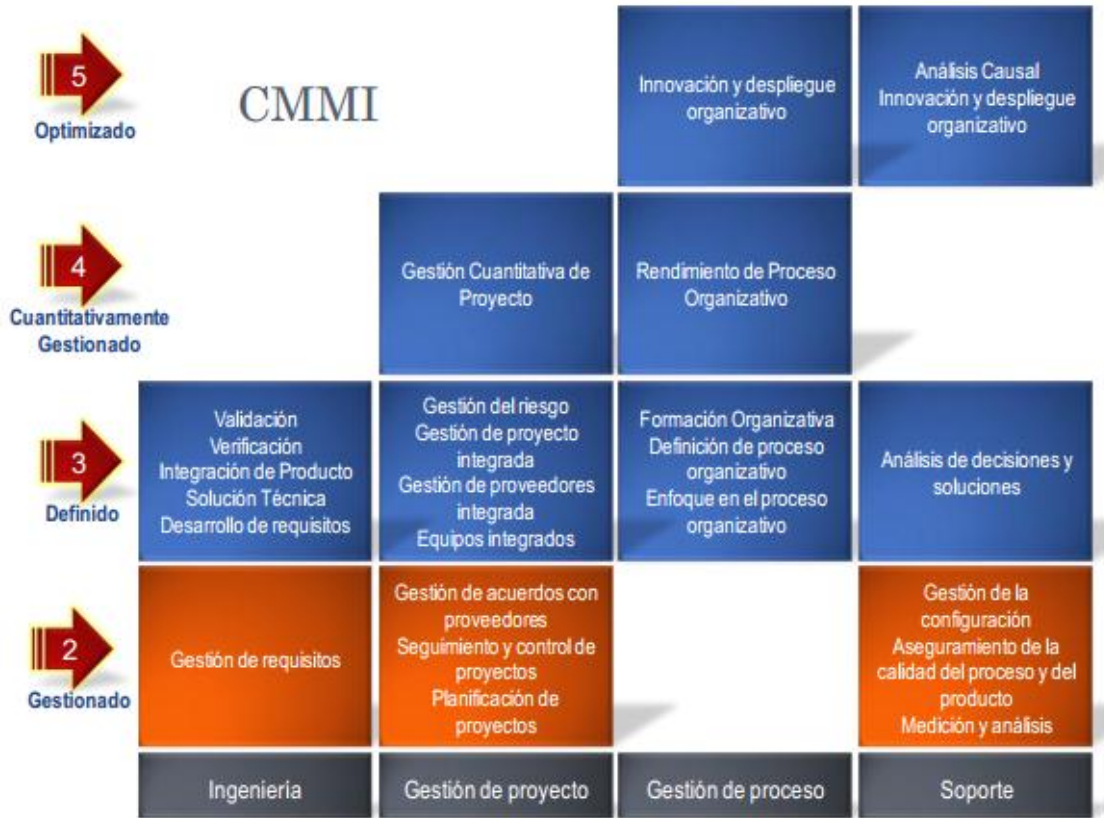 5
Optimizado
CMMI
Innovación y despliegue
organizativo
Análisis Causal
Innovación y despliegue
organizativo
4
Cuantitativamente
Gestionado
Gestión Cuantitativa de
Proyecto
Rendimiento de Proceso
Organizativo
3
Definido
Validación
Verificación
Integración de Producto
Solución Técnica
Desarrollo de requisitos
Gestión del riesgo
Gestión de proyecto
integrada
Gestión de proveedores
integrada
Equipos integrados
Formación Organizativa
Definición de proceso
organizativo
Enfoque en el proceso
organizativo
Análisis de decisiones y
soluciones
2
Gestionado
Gestión de requisitos
Gestión de acuerdos con
proveedores
Seguimiento y control de
proyectos
Planificación de
proyectos
Gestión de la
configuración
Aseguramiento de la
calidad del proceso y del
producto
Medición y análisis
Ingenieria
Gestión de proyecto
Gestión de proceso
Soporte